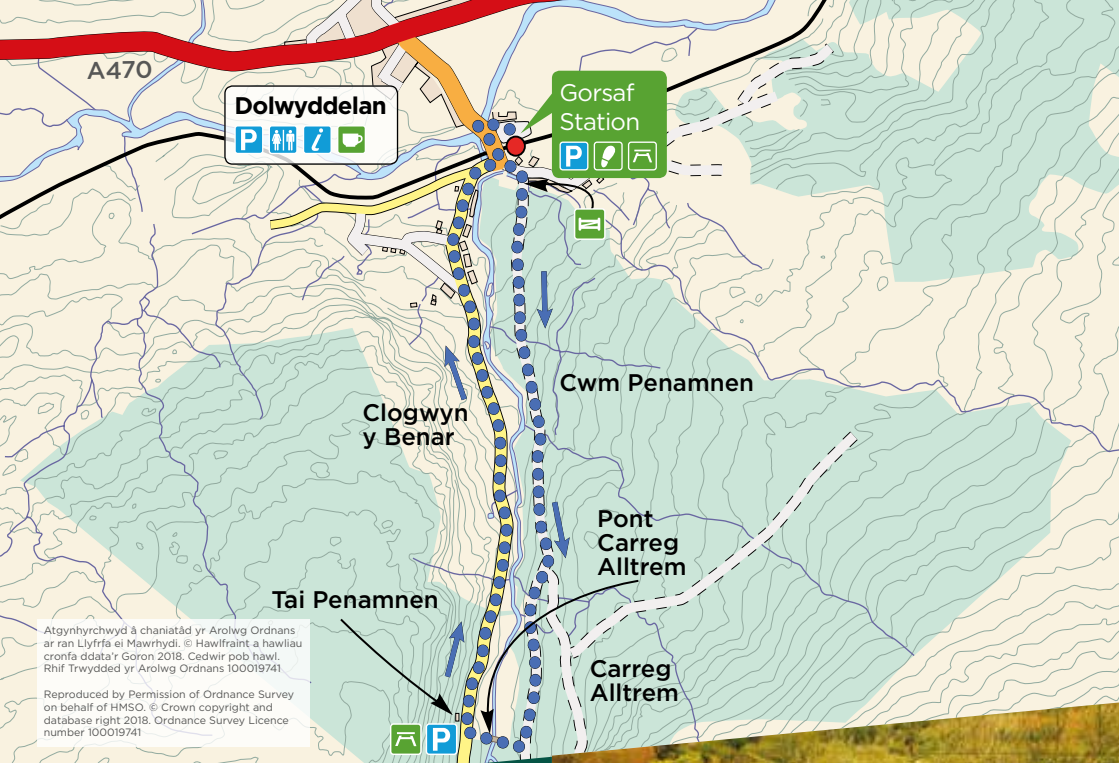 A470
Dolwyddelan
P i
Gorsaf
Station
P
Cwm Penamnen
Clogwyn
y Benar
Pont
Carreg
Alltrem
Tai Penamnen
Carreg
Alltrem
P
Atgynhyrchwyd â chaniatâd yr Arolwg Ordnans
ar ran Llyfrfa ei Mawrhydi. © Hawlfraint a hawliau
cronfa ddata'r Goron 2018. Cedwir pob hawl.
Rhif Trwydded yr Arolwg Ordnans 100019741
Reproduced by Permission of Ordnance Survey
on behalf of HMSO. © Crown copyright and
database right 2018. Ordnance Survey Licence
number 100019741